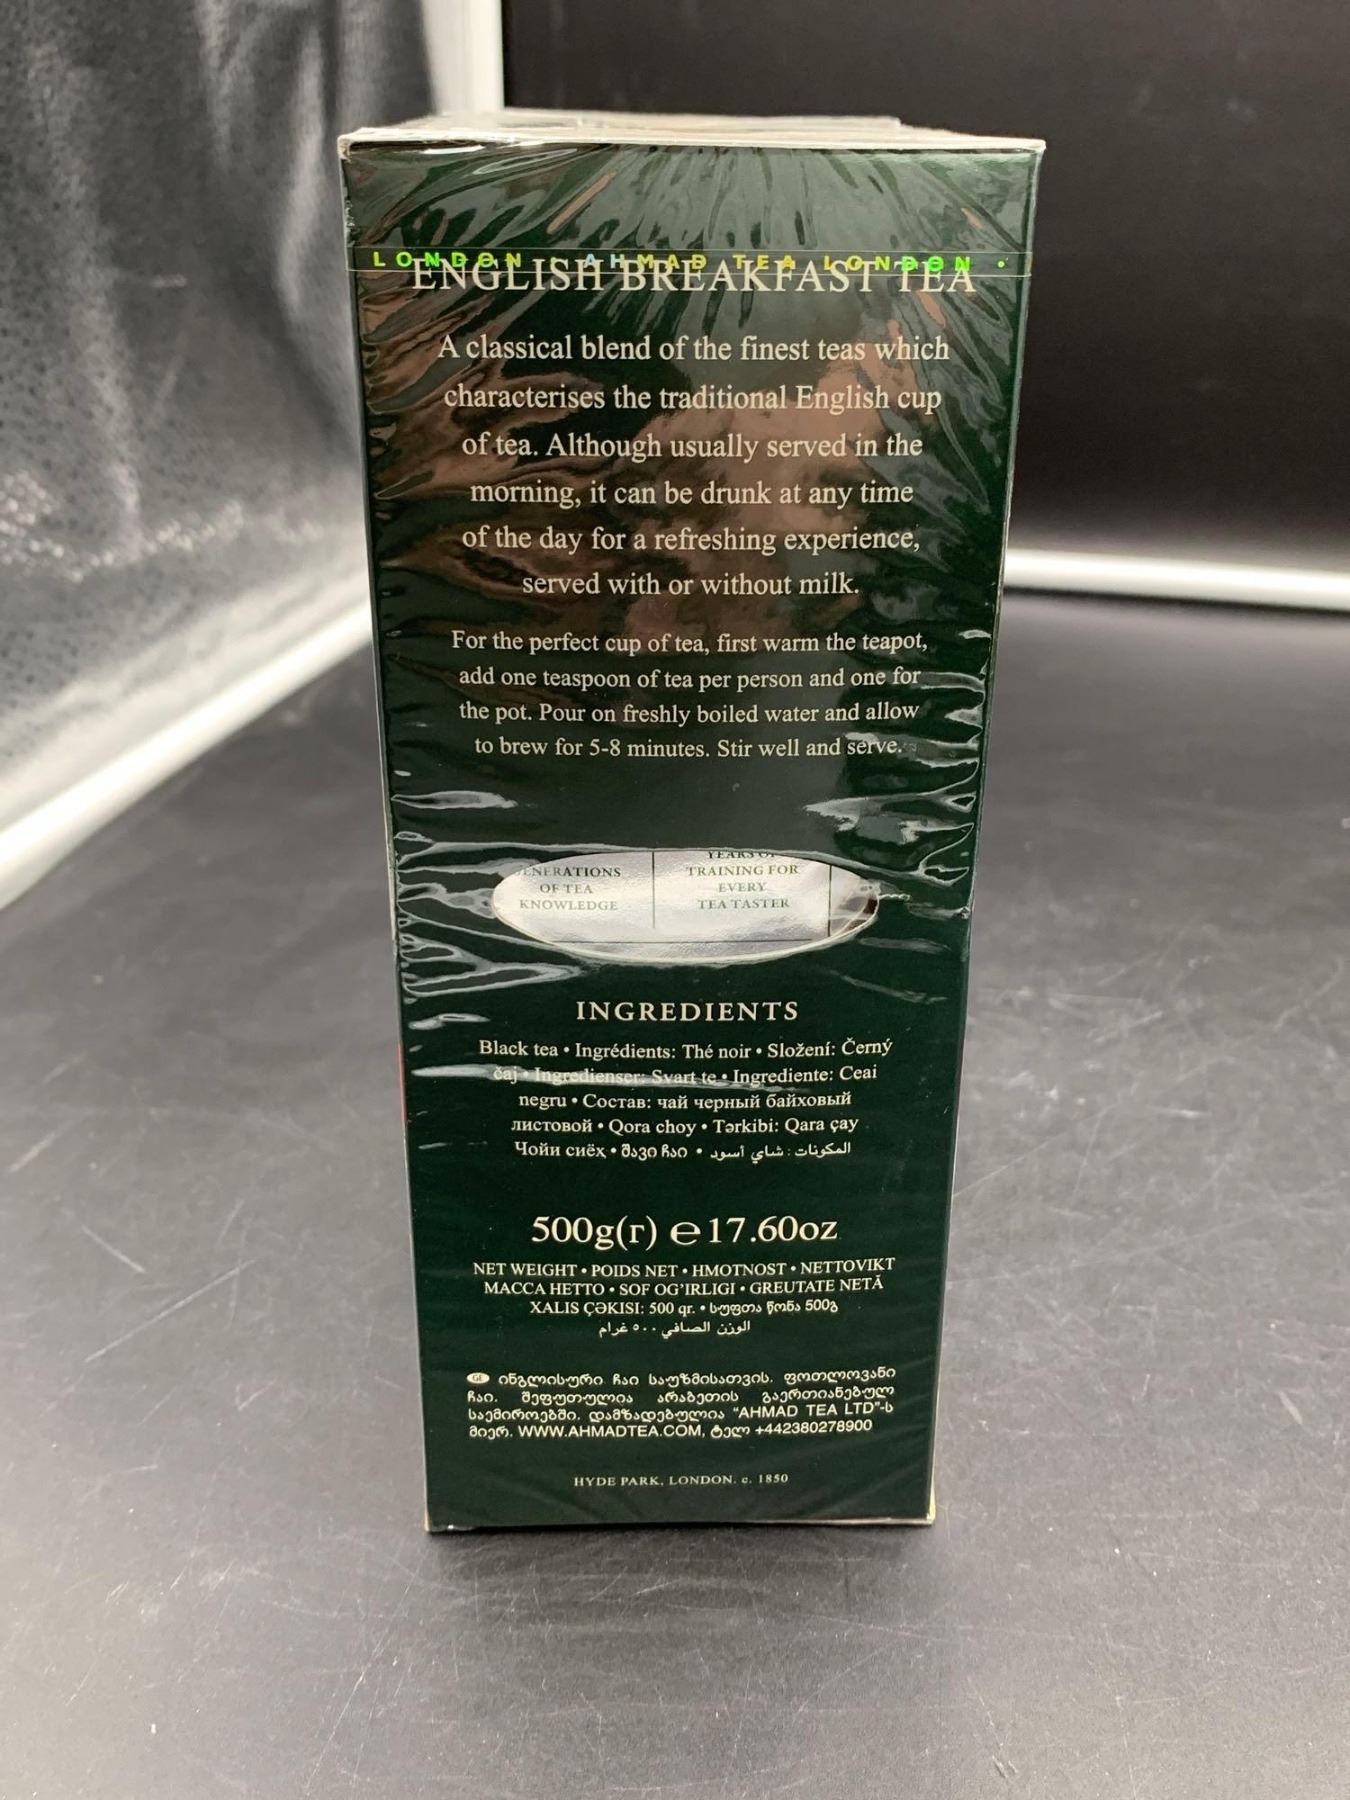 LONDON • AHMAD TEA LONDON •
ENGLISH BREAKFAST TEA
A classical blend of the finest teas which
characterises the traditional English cup
of tea. Although usually served in the
morning, it can be drunk at any time
of the day for a refreshing experience,
served with or without milk.
For the perfect cup of tea, first warm the teapot,
add one teaspoon of tea per person and one for
the pot. Pour on freshly boiled water and allow
to brew for 5-8 minutes. Stir well and serve.
OF TEA
KNOWLEDGE
TRAINING FOR
EVERY
TEA TASTER
INGREDIENTS
Black tea • Ingrédients: Thé noir • Složení: Černý
čaj • Ingredienser: Svart te • Ingrediente: Ceai
negru • Состав: чай черный байховый
листовой • Qora choy • Tərkibi: Qara çay
Чойи сиёҳ • შავი ჩაი • المكونات : شاي أسود
500g(г) ℮ 17.60oz
NET WEIGHT • POIDS NET • HMOTNOST • NETTOVIKT
МАССА НЕТТО • SOF OG'IRLIGI • GREUTATE NETĂ
XALIS ÇƏKISI: 500 qr. • სუფთა წონა 500გ
الوزن الصافي ٥٠٠ غرام
GE ინგლისური ჩაი საუზმისათვის. ფოთლოვანი
ჩაი. შეფუთულია არაბეთის გაერთიანებულ
საემიროებში. დამზადებულია "AHMAD TEA LTD"-ს
მიერ. WWW.AHMADTEA.COM, ტელ +442380278900
HYDE PARK, LONDON. c. 1850